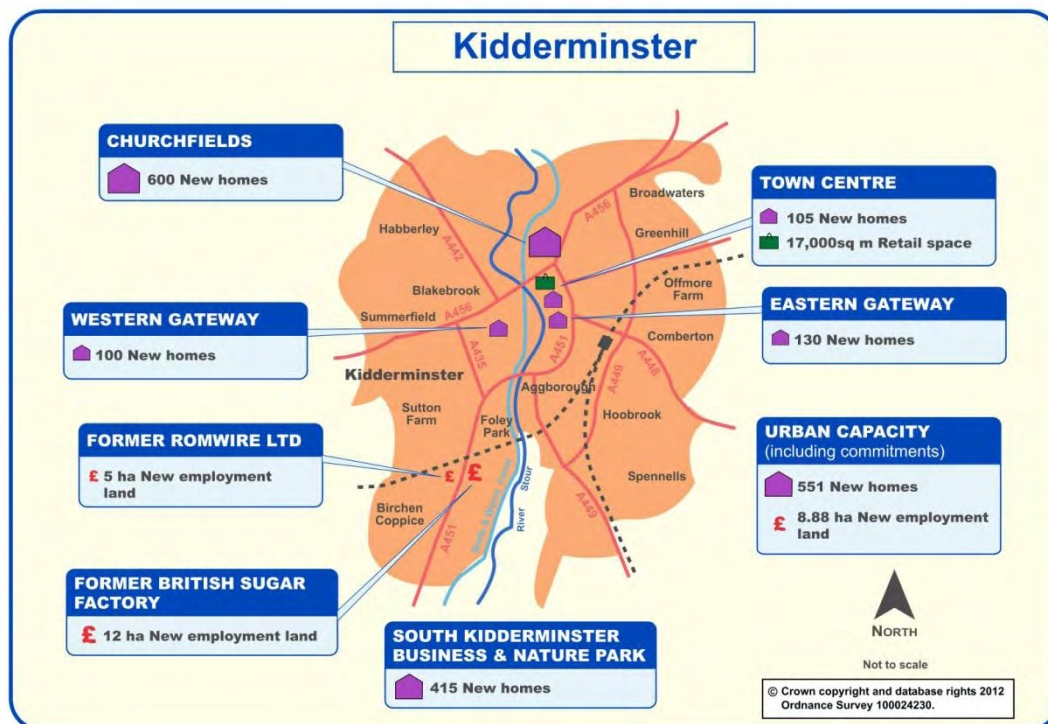 Kidderminster
CHURCHFIELDS
600 New homes
TOWN CENTRE
105 New homes
17,000sq m Retail space
WESTERN GATEWAY
100 New homes
EASTERN GATEWAY
130 New homes
FORMER ROMWIRE LTD
£ 5 ha New employment
land
URBAN CAPACITY
(including commitments)
551 New homes
£ 8.88 ha New employment
land
FORMER BRITISH SUGAR
FACTORY
£ 12 ha New employment land
SOUTH KIDDERMINSTER
BUSINESS & NATURE PARK
415 New homes
Broadwaters
A456
Habberley
Greenhill
A442
Offmore
Farm
Blakebrook
A456
Summerfield
Comberton
A451
A435
Kidderminster
Aggborough
A449
A448
Sutton
Farm
Foley
Park
Hoobrook
£ £
Spennells
Birchen
Coppice
A451
River Stour
A449
NORTH
Not to scale
© Crown copyright and database rights 2012
Ordnance Survey 100024230.